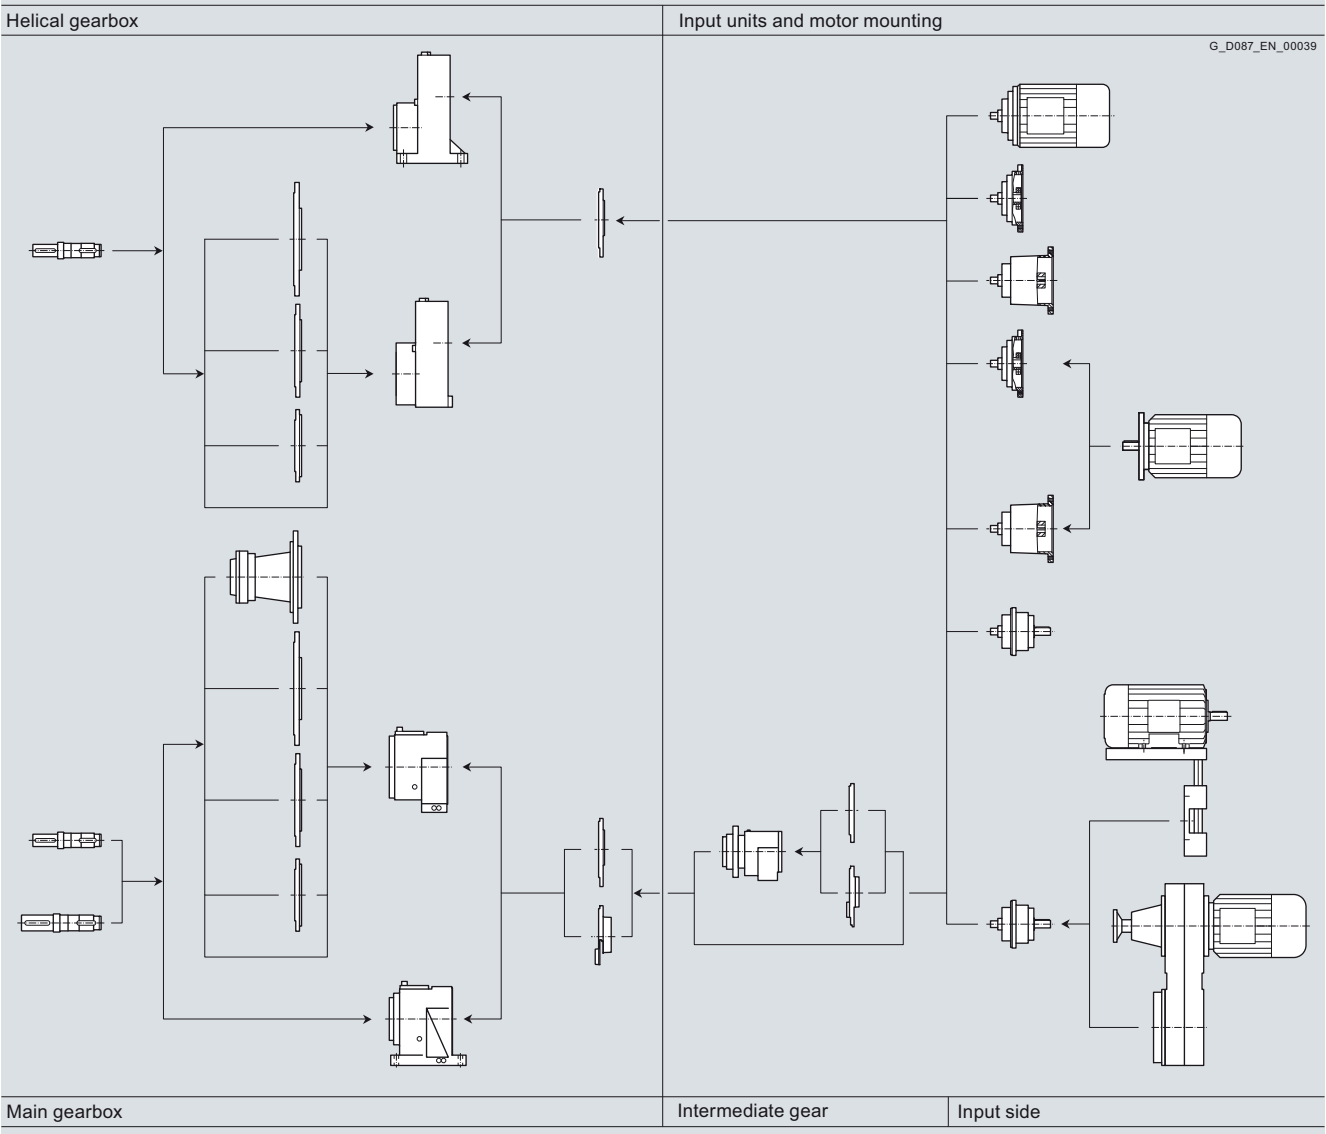 Helical gearbox
Input units and motor mounting
G_D087_EN_00039
Main gearbox
Intermediate gear
Input side